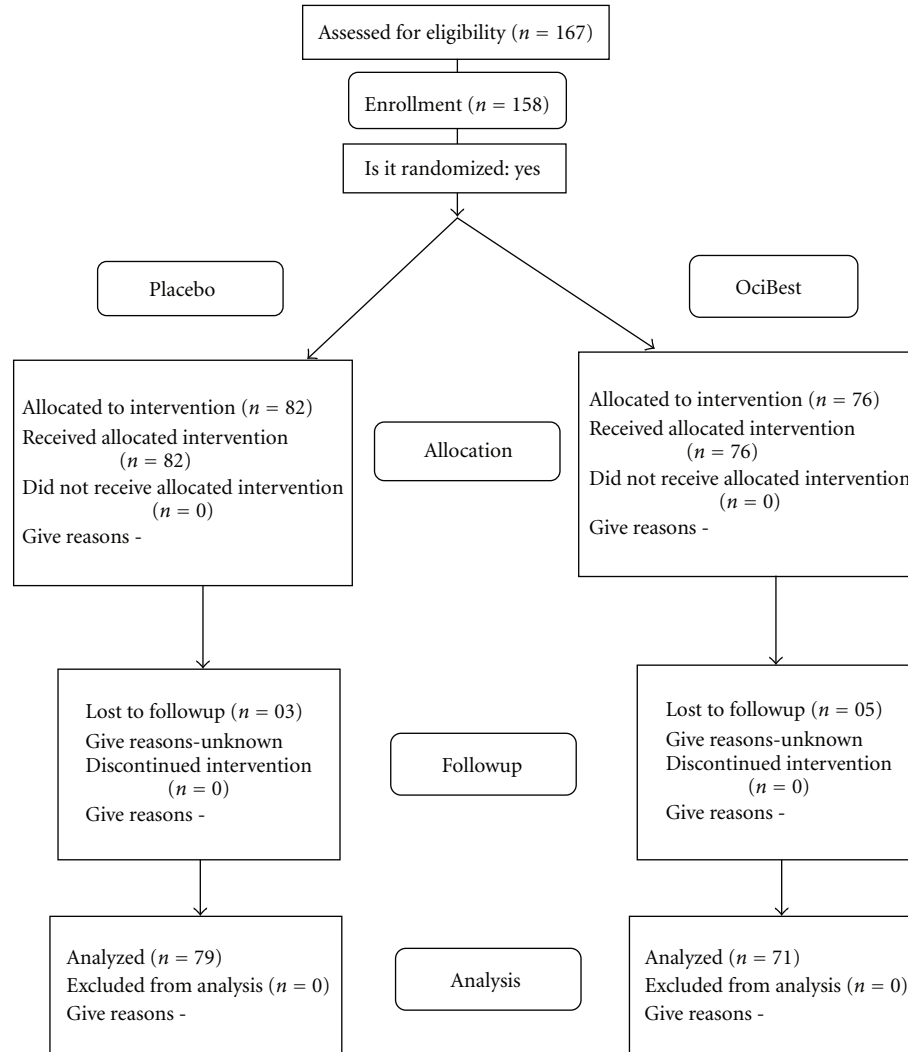 Assessed for eligibility (n = 167)
Enrollment (n = 158)
Is it randomized: yes
Placebo
OciBest
Allocated to intervention (n = 82)
Received allocated intervention
(n = 82)
Did not receive allocated intervention
(n = 0)
Give reasons -
Allocation
Allocated to intervention (n = 76)
Received allocated intervention
(n = 76)
Did not receive allocated intervention
(n = 0)
Give reasons -
Lost to followup (n = 03)
Give reasons-unknown
Discontinued intervention
(n = 0)
Give reasons -
Followup
Lost to followup (n = 05)
Give reasons-unknown
Discontinued intervention
(n = 0)
Give reasons -
Analyzed (n = 79)
Excluded from analysis (n = 0)
Give reasons -
Analysis
Analyzed (n = 71)
Excluded from analysis (n = 0)
Give reasons -